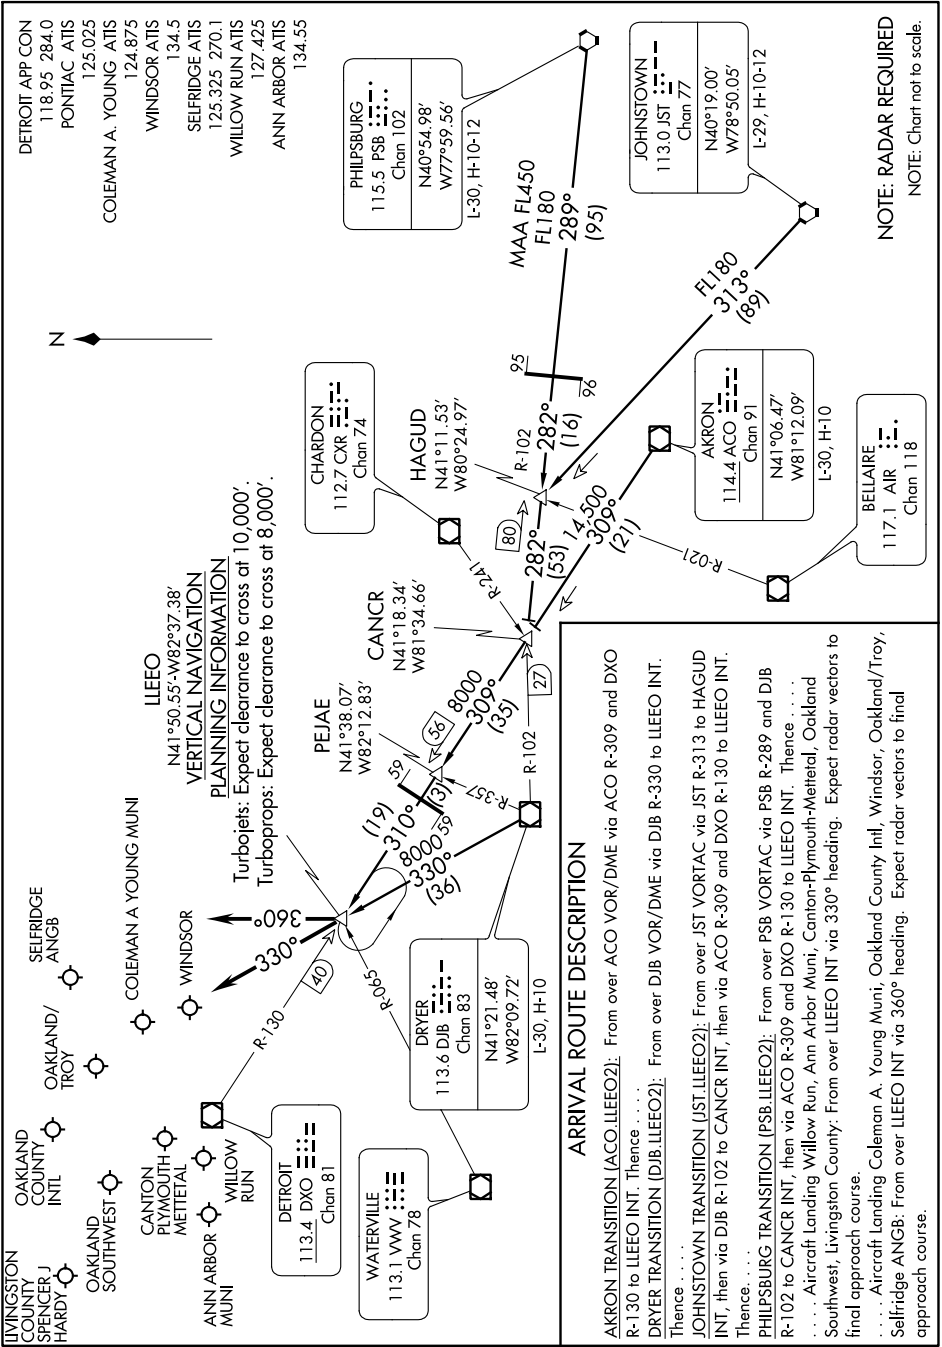 DETROIT APP CON
118.95 284.0
PONTIAC ATIS
125.025
COLEMAN A. YOUNG ATIS
124.875
WINDSOR ATIS
134.5
SELFRIDGE ATIS
125.325 270.1
WILLOW RUN ATIS
127.425
ANN ARBOR ATIS
134.55
LIVINGSTON
COUNTY
SPENCER J
HARDY
OAKLAND
COUNTY
INTL
OAKLAND
SOUTHWEST
OAKLAND/
TROY
SELFRIDGE
ANGB
COLEMAN A YOUNG MUNI
WINDSOR
CANTON
PLYMOUTH
METTETAL
ANN ARBOR
MUNI
WILLOW
RUN
LLEEO
N41°50.55'-W82°37.38'
VERTICAL NAVIGATION
PLANNING INFORMATION
Turbojets: Expect clearance to cross at 10,000'.
Turboprops: Expect clearance to cross at 8,000'.
N
PHILPSBURG
115.5 PSB
Chan 102
N40°54.98'
W77°59.56'
L-30, H-10-12
JOHNSTOWN
113.0 JST
Chan 77
N40°19.00'
W78°50.05'
L-29, H-10-12
CHARDON
112.7 CXR
Chan 74
HAGUD
N41°11.53'
W80°24.97'
CANCR
N41°18.34'
W81°34.66'
PEJAE
N41°38.07'
W82°12.83'
AKRON
114.4 ACO
Chan 91
N41°06.47'
W81°12.09'
L-30, H-10
BELLAIRE
117.1 AIR
Chan 118
DETROIT
113.4 DXO
Chan 81
WATERVILLE
113.1 VWV
Chan 78
DRYER
113.6 DJB
Chan 83
N41°21.48'
W82°09.72'
L-30, H-10
MAA FL450
FL180
289°
(95)
95
96
FL180
313°
(89)
R-102
282°
(16)
80
282°
(53)
14,500
309°
(21)
R-021
R-241
27
R-102
8000
309°
(35)
56
R-357
59
(3)
59
(19)
310°
8000
330°
(36)
R-065
40
R-130
330°
360°
NOTE: RADAR REQUIRED
NOTE: Chart not to scale.
ARRIVAL ROUTE DESCRIPTION
AKRON TRANSITION (ACO.LLEEO2): From over ACO VOR/DME via ACO R-309 and DXO
R-130 to LLEEO INT. Thence . . . .
DRYER TRANSITION (DJB.LLEEO2): From over DJB VOR/DME via DJB R-330 to LLEEO INT.
Thence . . . .
JOHNSTOWN TRANSITION (JST.LLEEO2): From over JST VORTAC via JST R-313 to HAGUD
INT, then via DJB R-102 to CANCR INT, then via ACO R-309 and DXO R-130 to LLEEO INT.
Thence. . . .
PHILPSBURG TRANSITION (PSB.LLEEO2): From over PSB VORTAC via PSB R-289 and DJB
R-102 to CANCR INT, then via ACO R-309 and DXO R-130 to LLEEO INT. Thence . . . .
. . . . Aircraft Landing Willow Run, Ann Arbor Muni, Canton-Plymouth-Mettetal, Oakland
Southwest, Livingston County: From over LLEEO INT via 330° heading. Expect radar vectors to
final approach course.
. . . . Aircraft Landing Coleman A. Young Muni, Oakland County Intl, Windsor, Oakland/Troy,
Selfridge ANGB: From over LLEEO INT via 360° heading. Expect radar vectors to final
approach course.